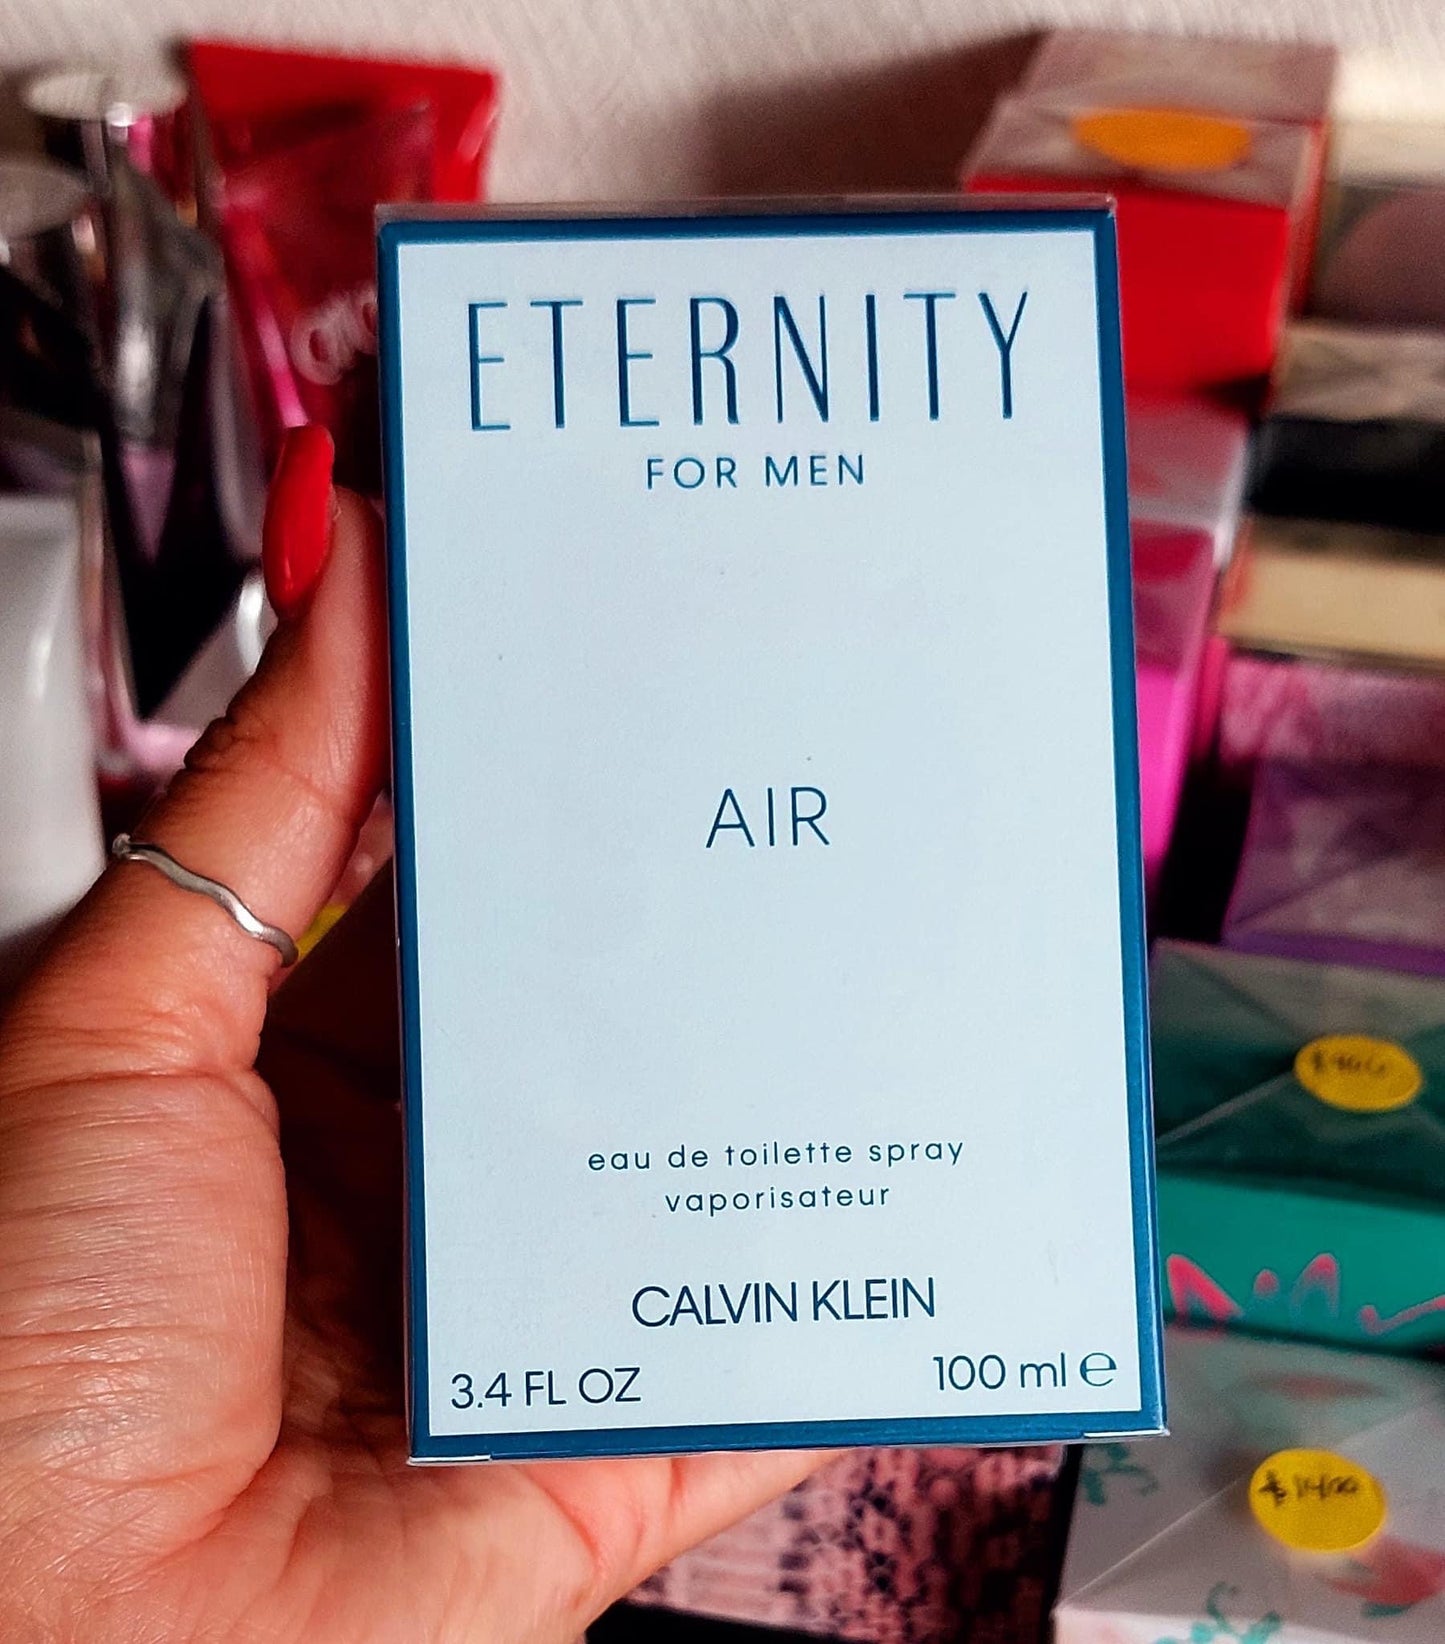 ETERNITY
FOR MEN
AIR
eau de toilette spray
vaporisateur
CALVIN KLEIN
3.4 FL OZ
100 ml ℮